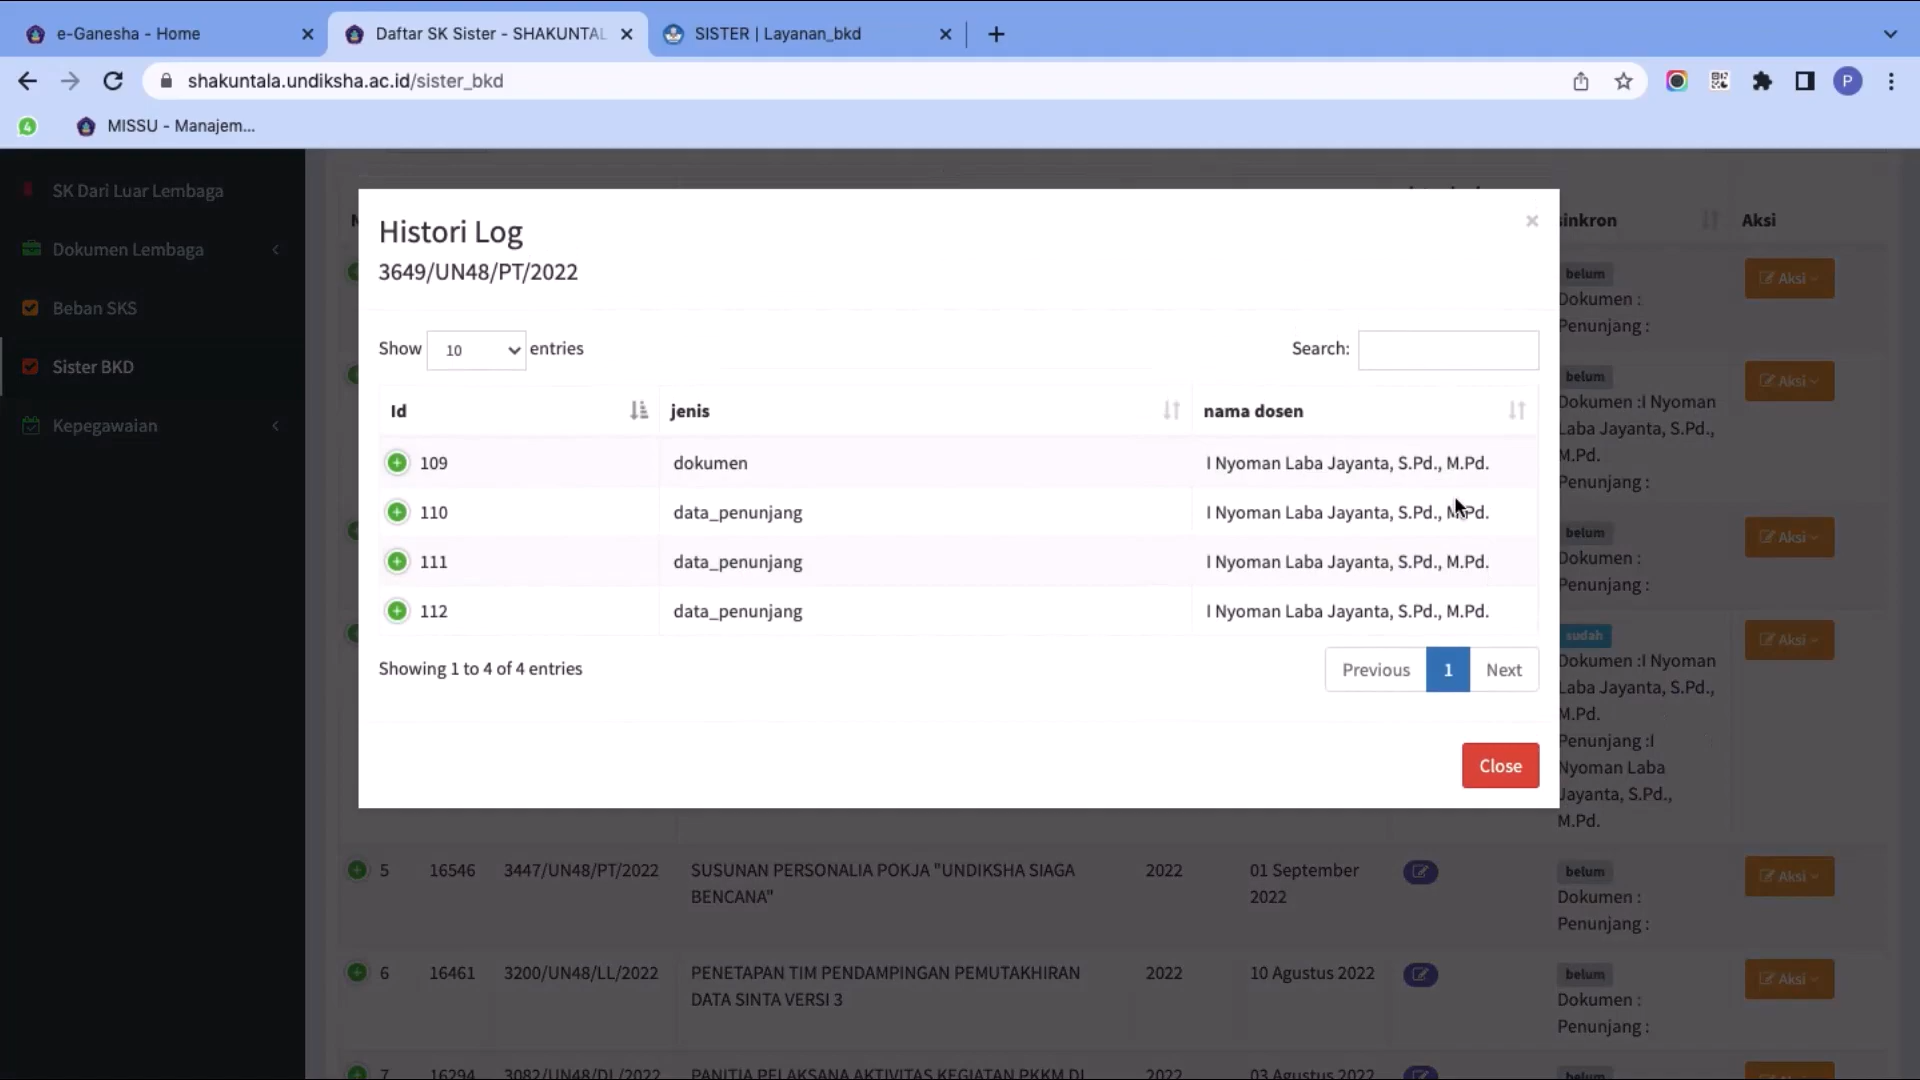 e-Ganesha - Home
Daftar SK Sister - SHAKUNTAL
SISTER | Layanan_bkd
shakuntala.undiksha.ac.id/sister_bkd
P
4
MISSU - Manajem...
SK Dari Luar Lembaga
Dokumen Lembaga
Beban SKS
Sister BKD
Kepegawaian
Histori Log
3649/UN48/PT/2022
Show 10 entries
Search:
Id jenis nama dosen
109 dokumen I Nyoman Laba Jayanta, S.Pd., M.Pd.
110 data_penunjang I Nyoman Laba Jayanta, S.Pd., M.Pd.
111 data_penunjang I Nyoman Laba Jayanta, S.Pd., M.Pd.
112 data_penunjang I Nyoman Laba Jayanta, S.Pd., M.Pd.
Showing 1 to 4 of 4 entries
Previous 1 Next
Close
sinkron Aksi
belum
Aksi
Dokumen :
Penunjang :
belum
Aksi
Dokumen :I Nyoman
Laba Jayanta, S.Pd.,
M.Pd.
Penunjang :
belum
Aksi
Dokumen :
Penunjang :
sudah
Aksi
Dokumen :I Nyoman
Laba Jayanta, S.Pd.,
M.Pd.
Penunjang :I
Nyoman Laba
Jayanta, S.Pd.,
M.Pd.
5 16546 3447/UN48/PT/2022 SUSUNAN PERSONALIA POKJA "UNDIKSHA SIAGA 2022 01 September belum Aksi
BENCANA" 2022 Dokumen :
Penunjang :
6 16461 3200/UN48/LL/2022 PENETAPAN TIM PENDAMPINGAN PEMUTAKHIRAN 2022 10 Agustus 2022 belum Aksi
DATA SINTA VERSI 3 Dokumen :
Penunjang :
7 16294 3082/UN48/DL/2022 PANITIA PELAKSANA AKTIVITAS KEGIATAN PKKM DI 2022 03 Agustus 2022 belum